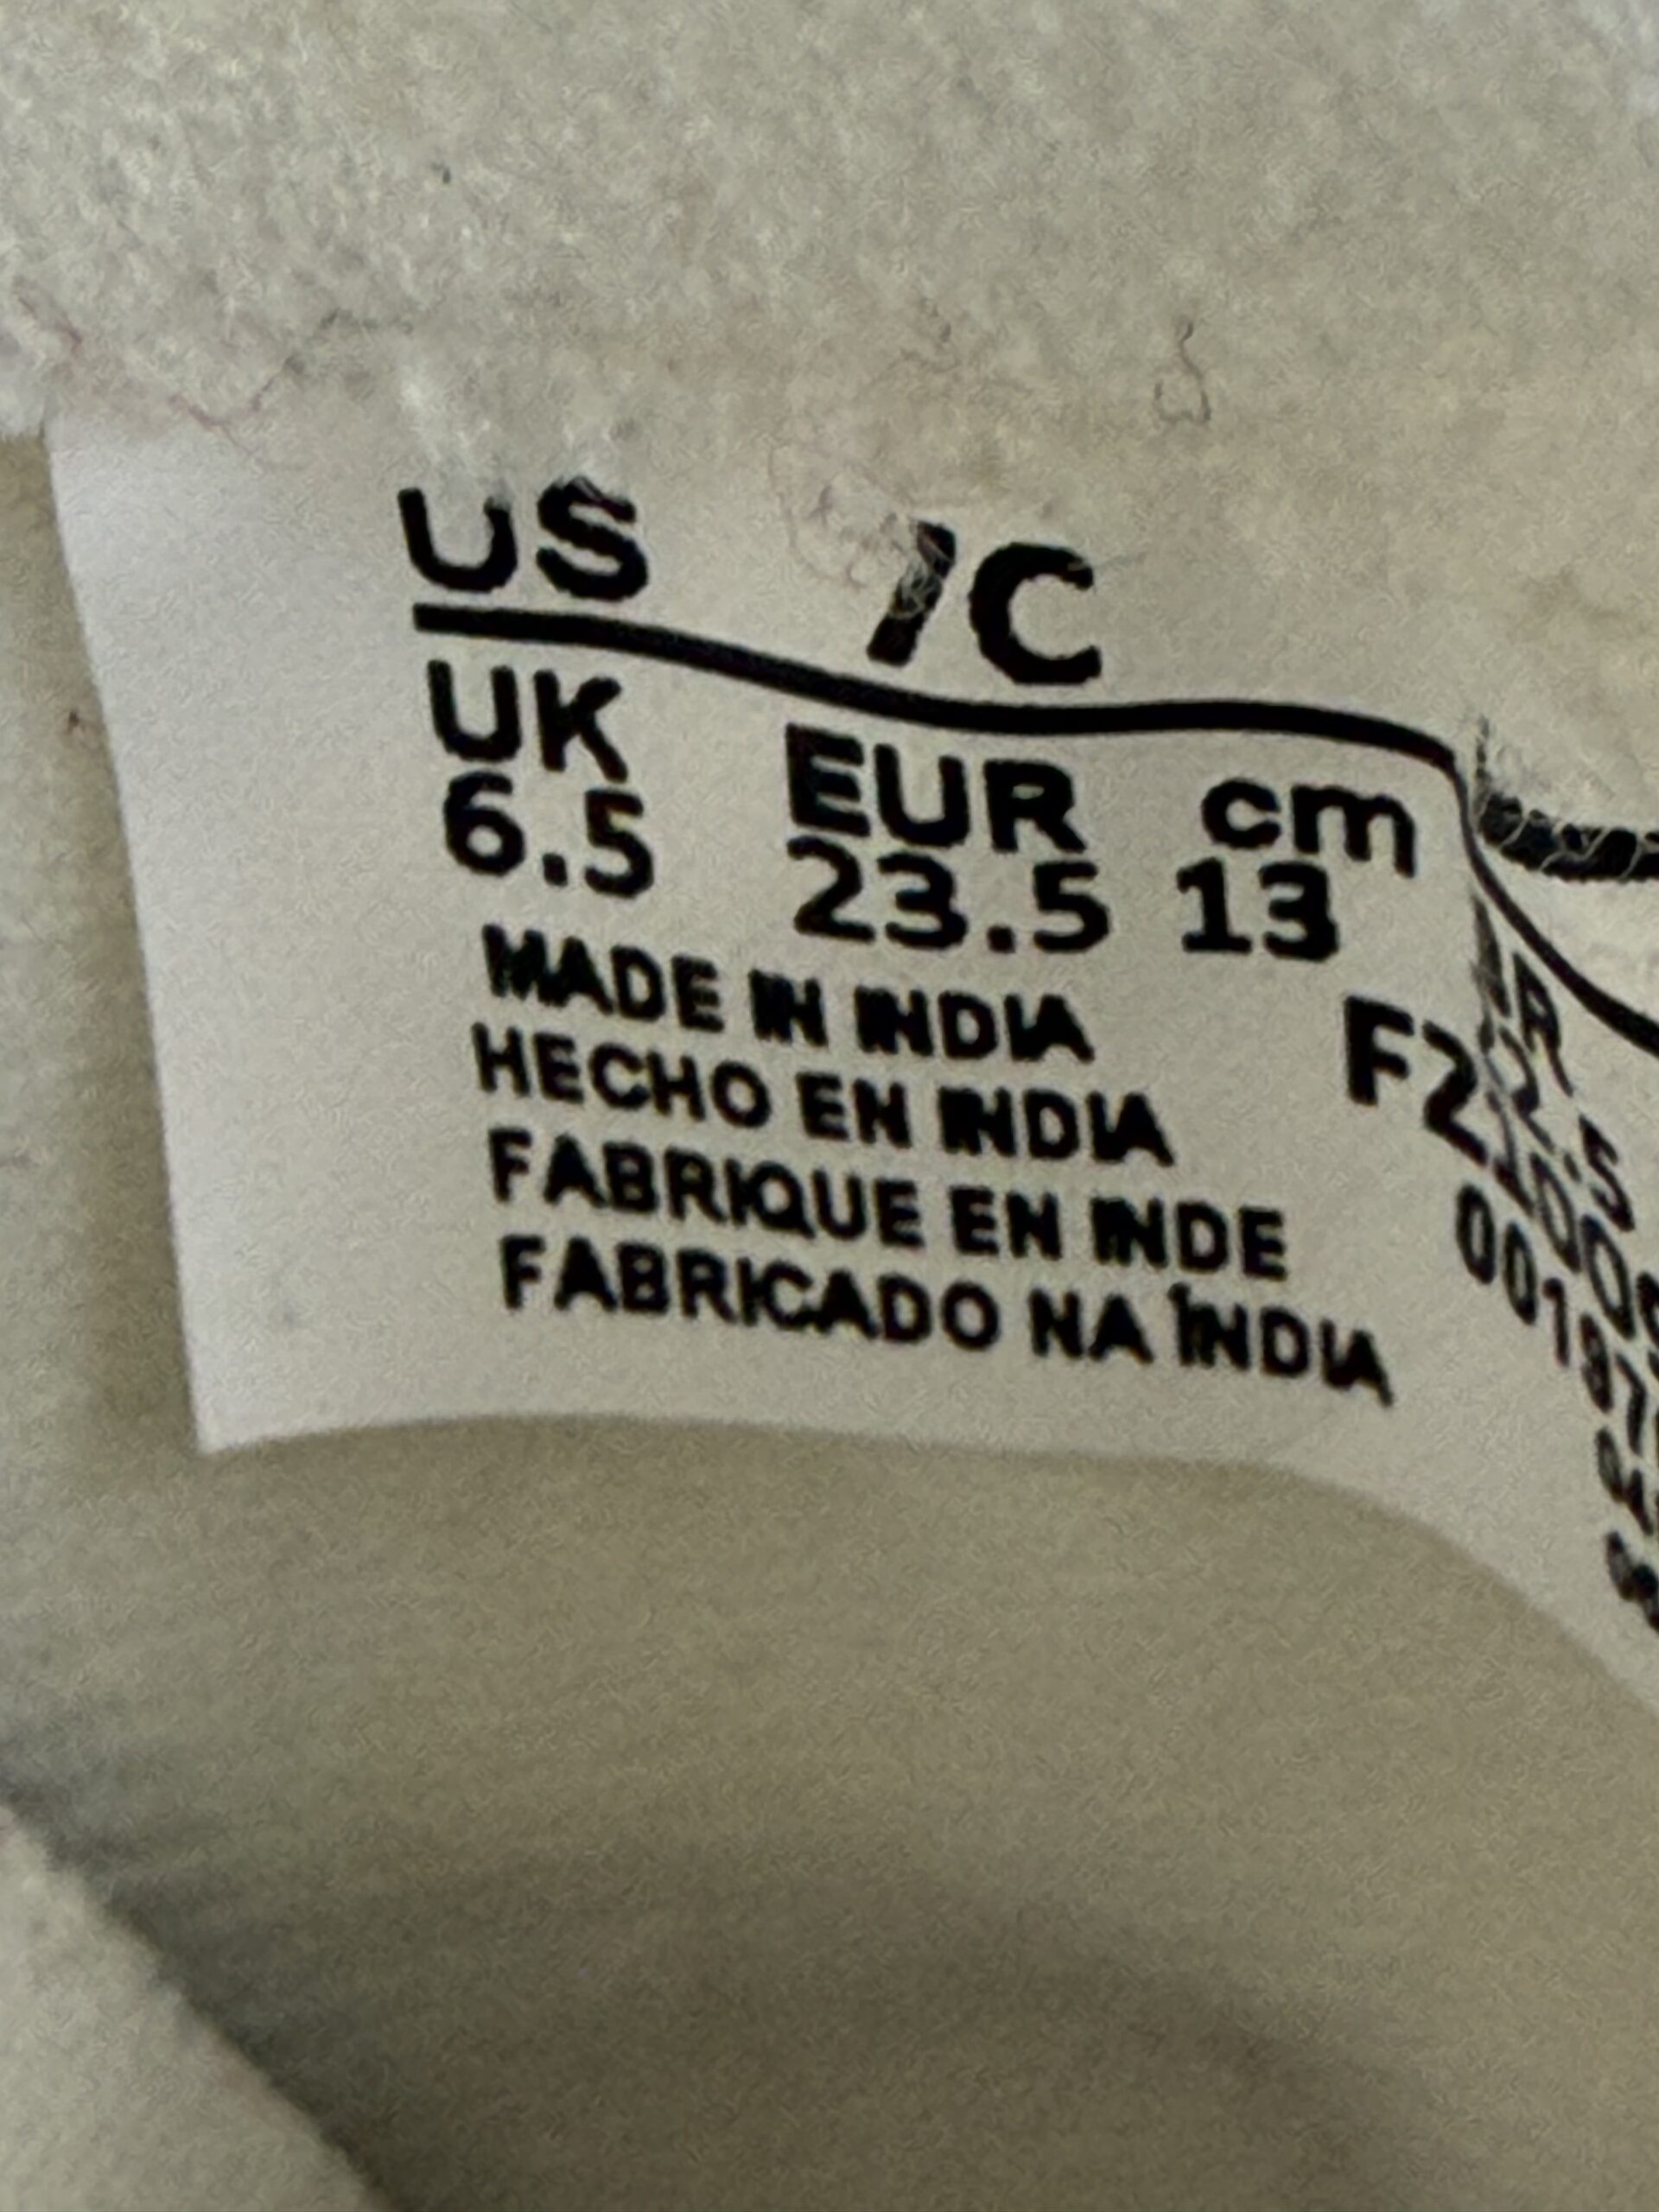 US 7C
UK EUR cm
6.5 23.5 13
MADE IN INDIA
HECHO EN INDIA
FABRIQUE EN INDE
FABRICADO NA ÍNDIA